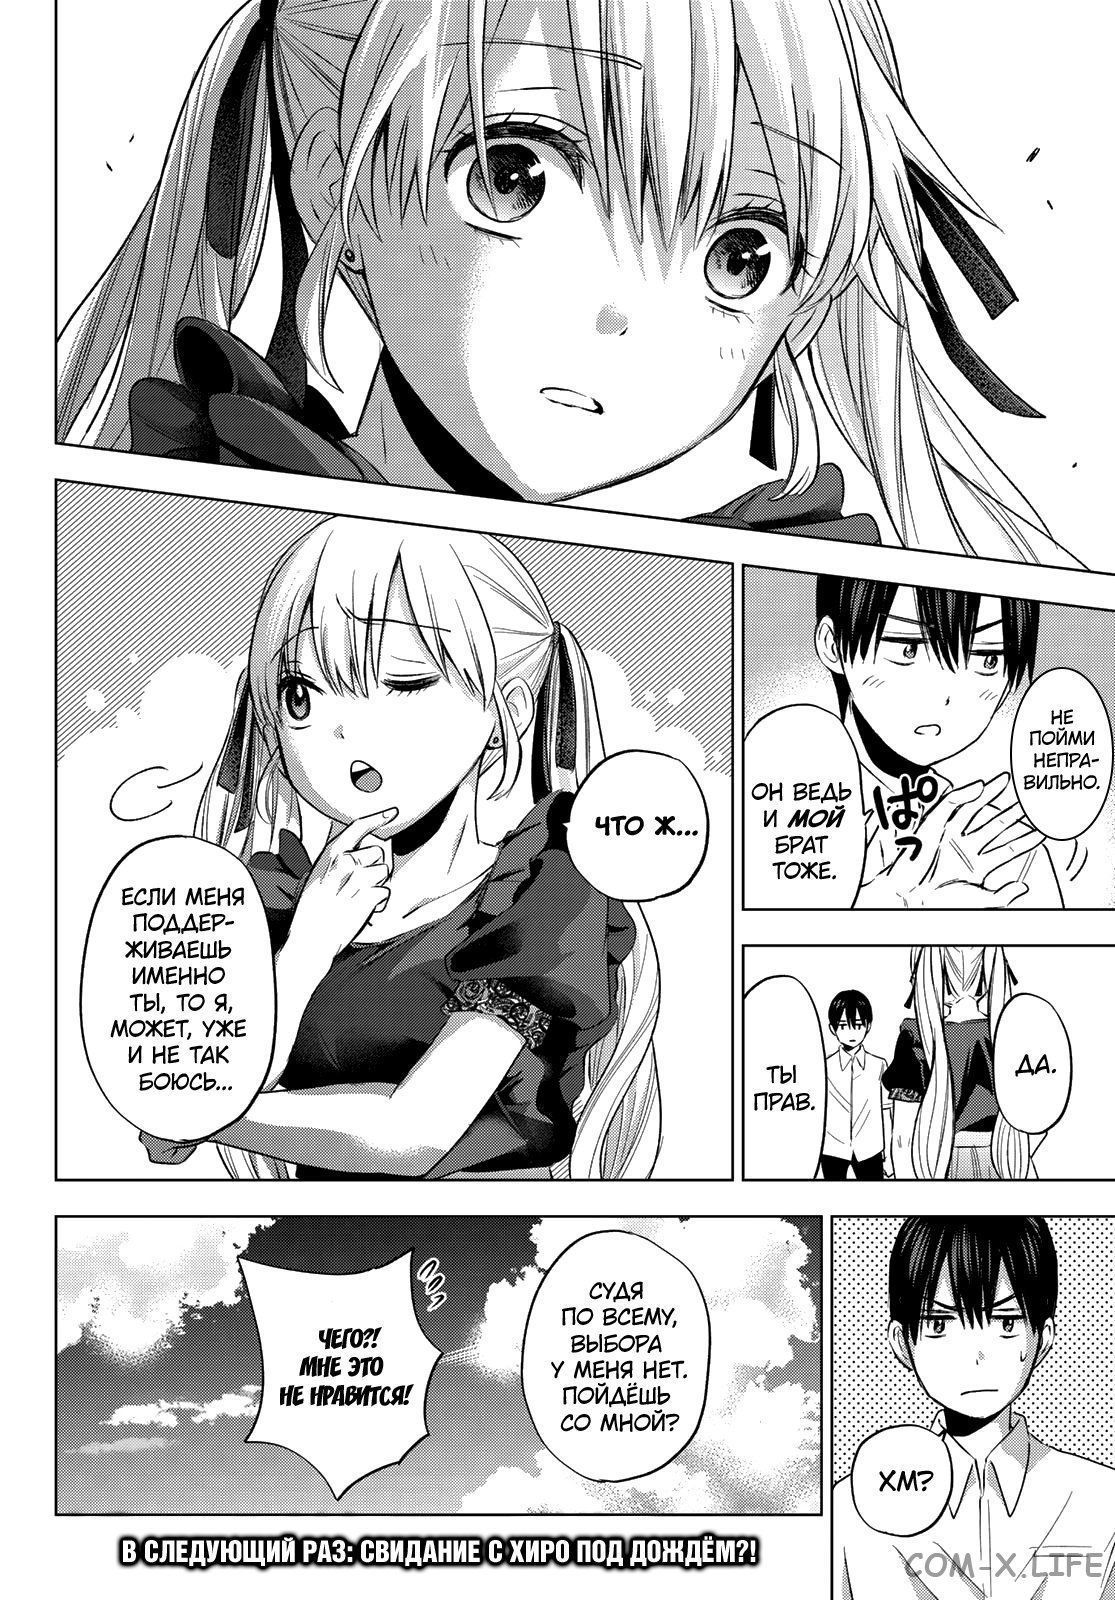 НЕ
ПОЙМИ
НЕПРА-
ВИЛЬНО.
ОН ВЕДЬ
И МОЙ
БРАТ
ТОЖЕ.
ぱっ
ЧТО Ж...
ЕСЛИ МЕНЯ
ПОДДЕР-
ЖИВАЕШЬ
ИМЕННО
ТЫ, ТО Я,
МОЖЕТ, УЖЕ
И НЕ ТАК
БОЮСЬ...
ДА.
ТЫ
ПРАВ.
ХМ?
СУДЯ
ПО ВСЕМУ,
ВЫБОРА
У МЕНЯ НЕТ.
ПОЙДЁШЬ
СО МНОЙ?
ЧЕГО?!
МНЕ ЭТО
НЕ НРАВИТСЯ!
В СЛЕДУЮЩИЙ РАЗ: СВИДАНИЕ С ХИРО ПОД ДОЖДЁМ?!
COM-X.LIFE